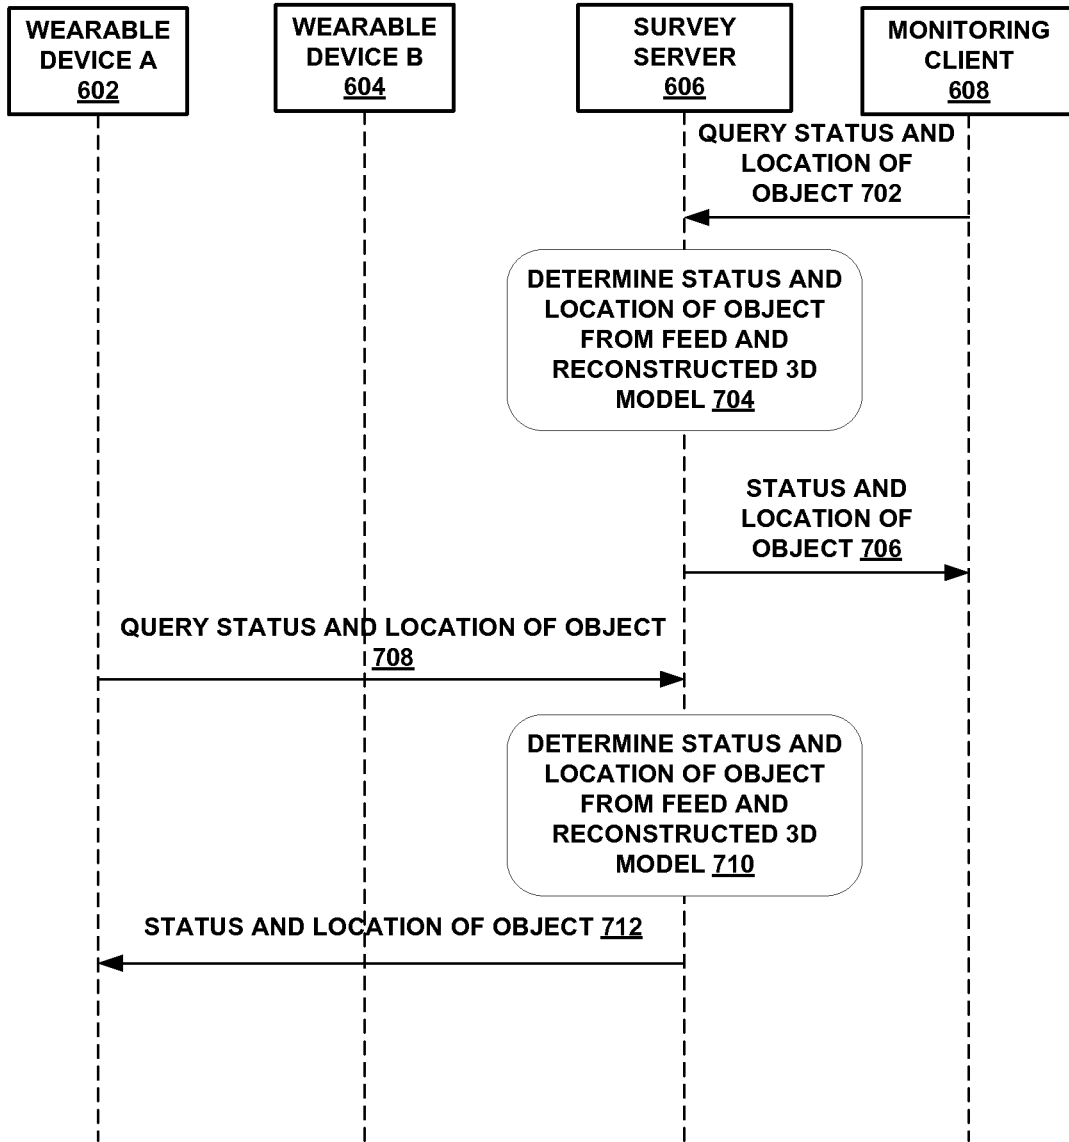 WEARABLE
DEVICE A
602
WEARABLE
DEVICE B
604
SURVEY
SERVER
606
MONITORING
CLIENT
608
QUERY STATUS AND
LOCATION OF
OBJECT 702
DETERMINE STATUS AND
LOCATION OF OBJECT
FROM FEED AND
RECONSTRUCTED 3D
MODEL 704
STATUS AND
LOCATION OF
OBJECT 706
QUERY STATUS AND LOCATION OF OBJECT
708
DETERMINE STATUS AND
LOCATION OF OBJECT
FROM FEED AND
RECONSTRUCTED 3D
MODEL 710
STATUS AND LOCATION OF OBJECT 712